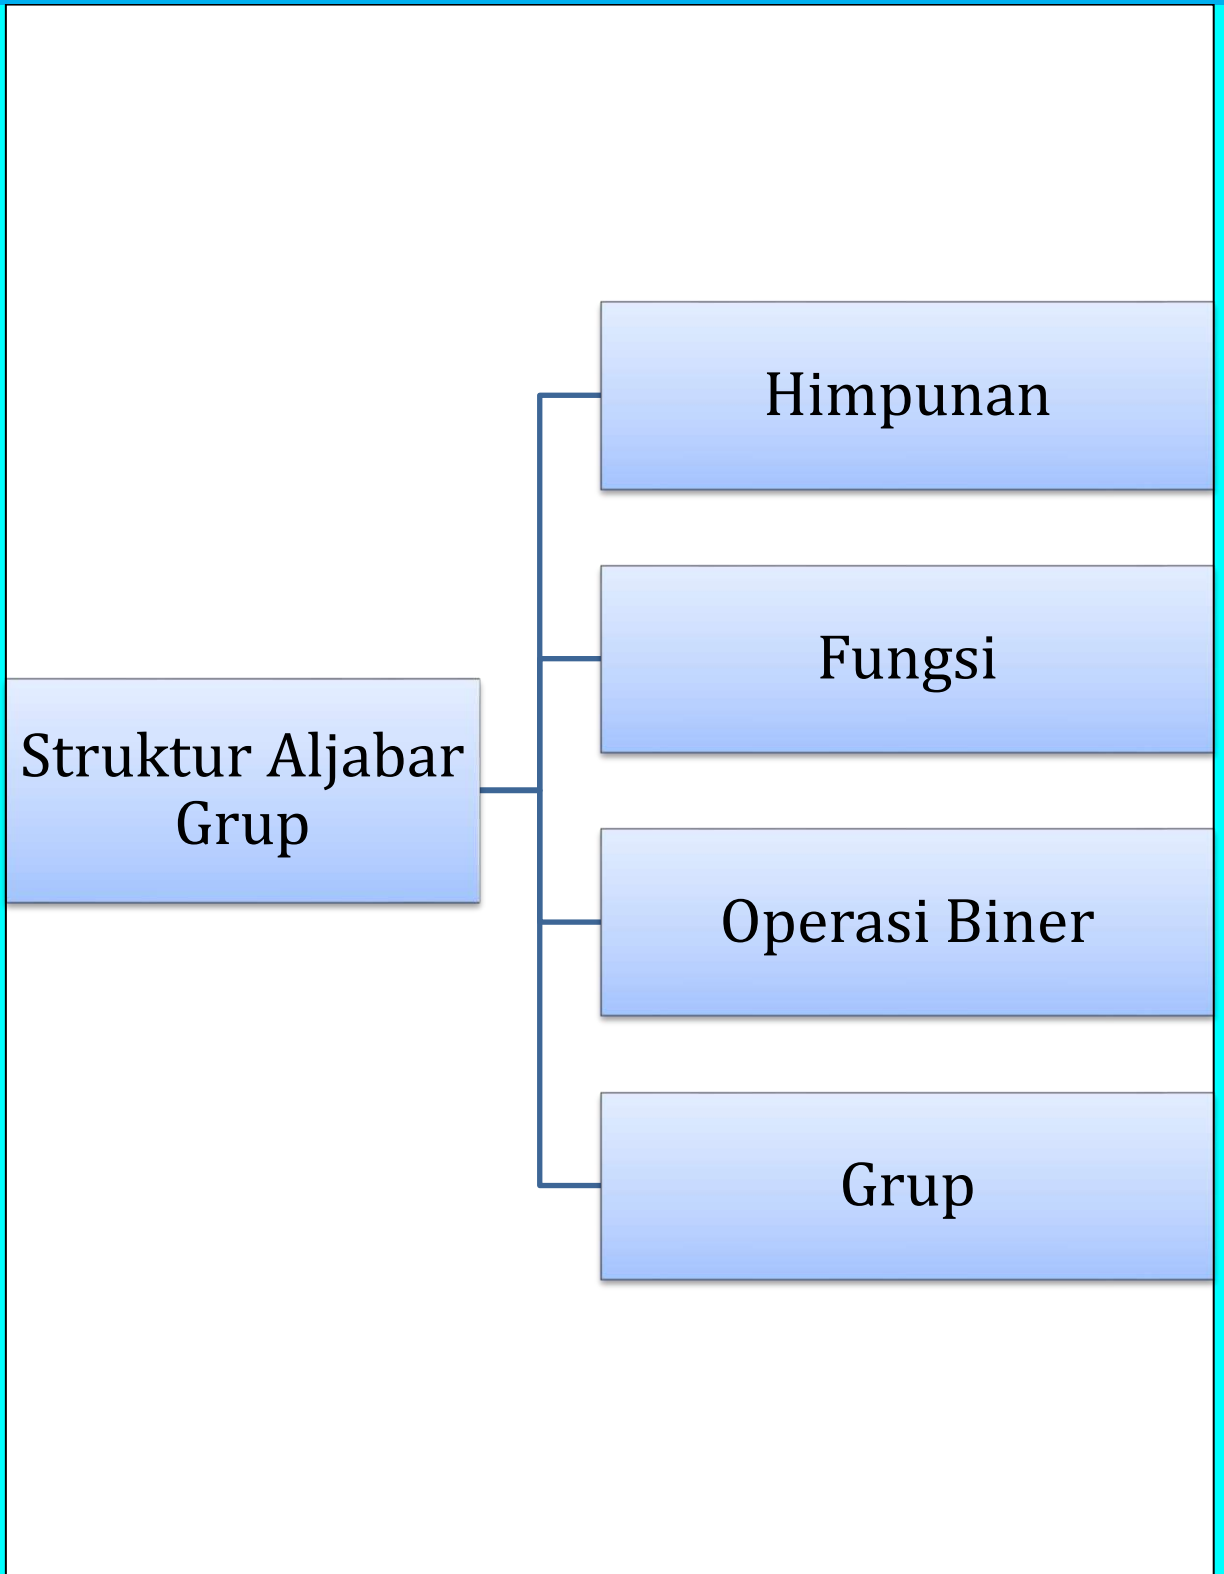 Himpunan
Fungsi
Struktur Aljabar
Grup
Operasi Biner
Grup